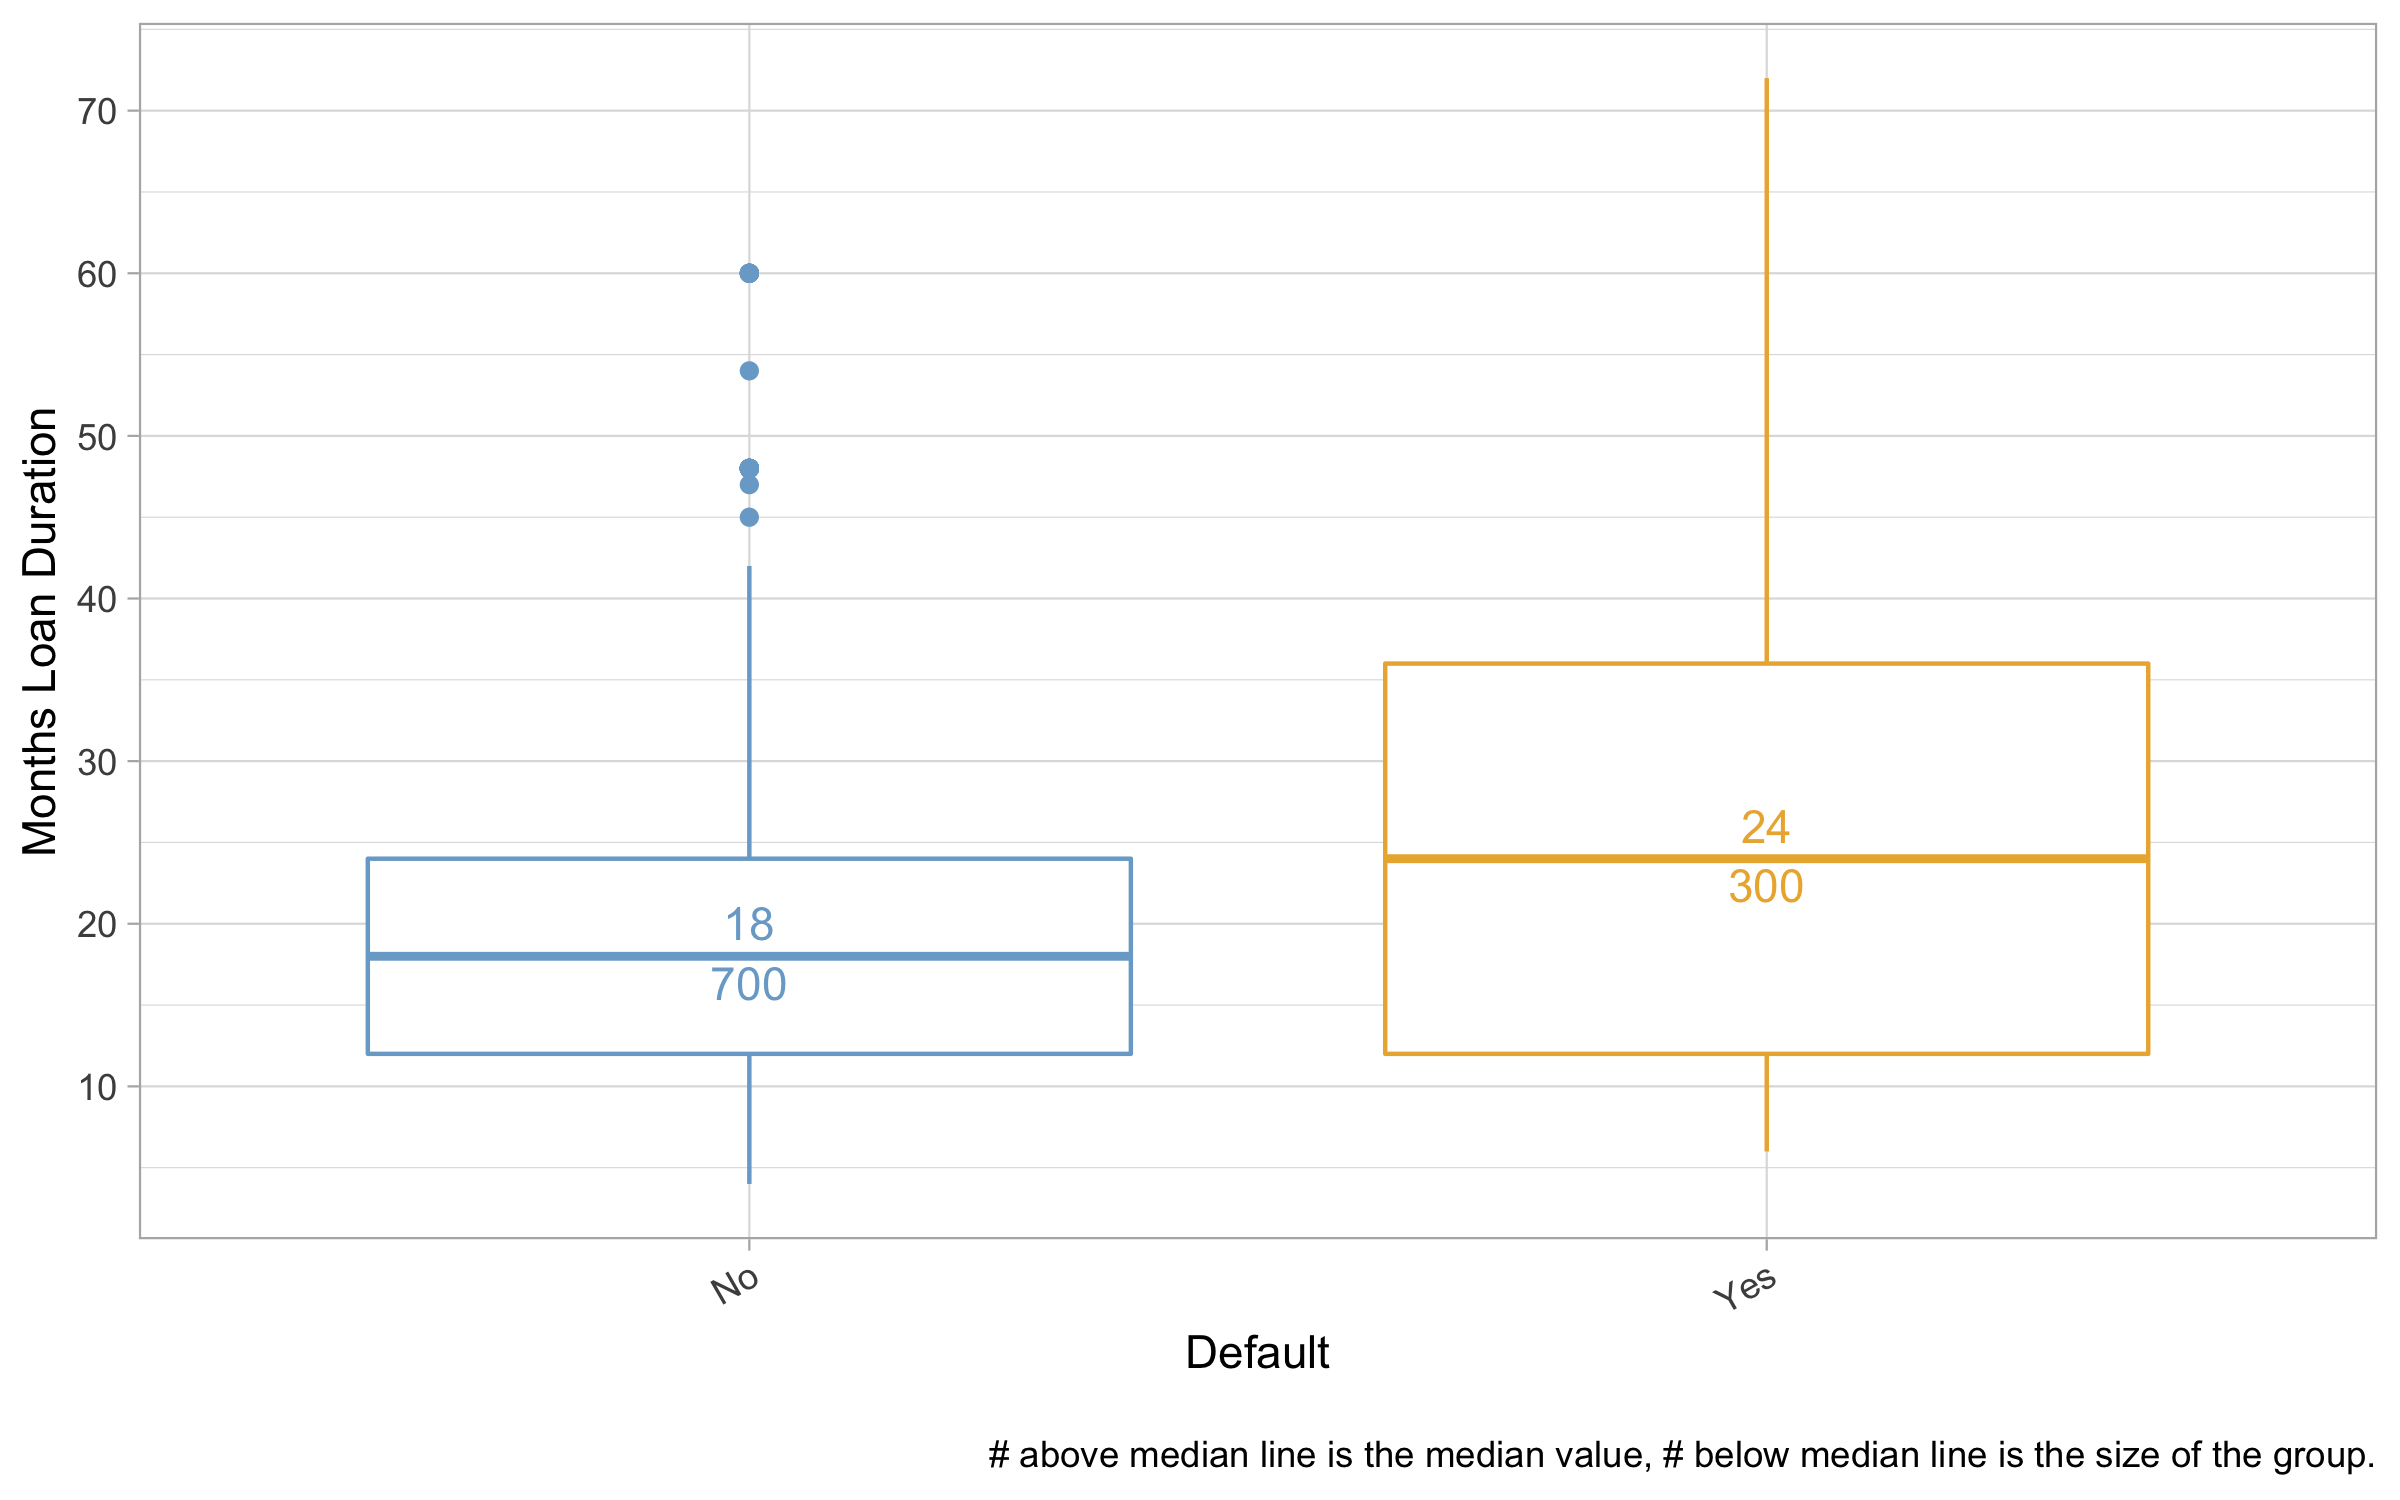 70
60
50
40
30
20
10
Months Loan Duration
18
700
24
300
No
Yes
Default
# above median line is the median value, # below median line is the size of the group.